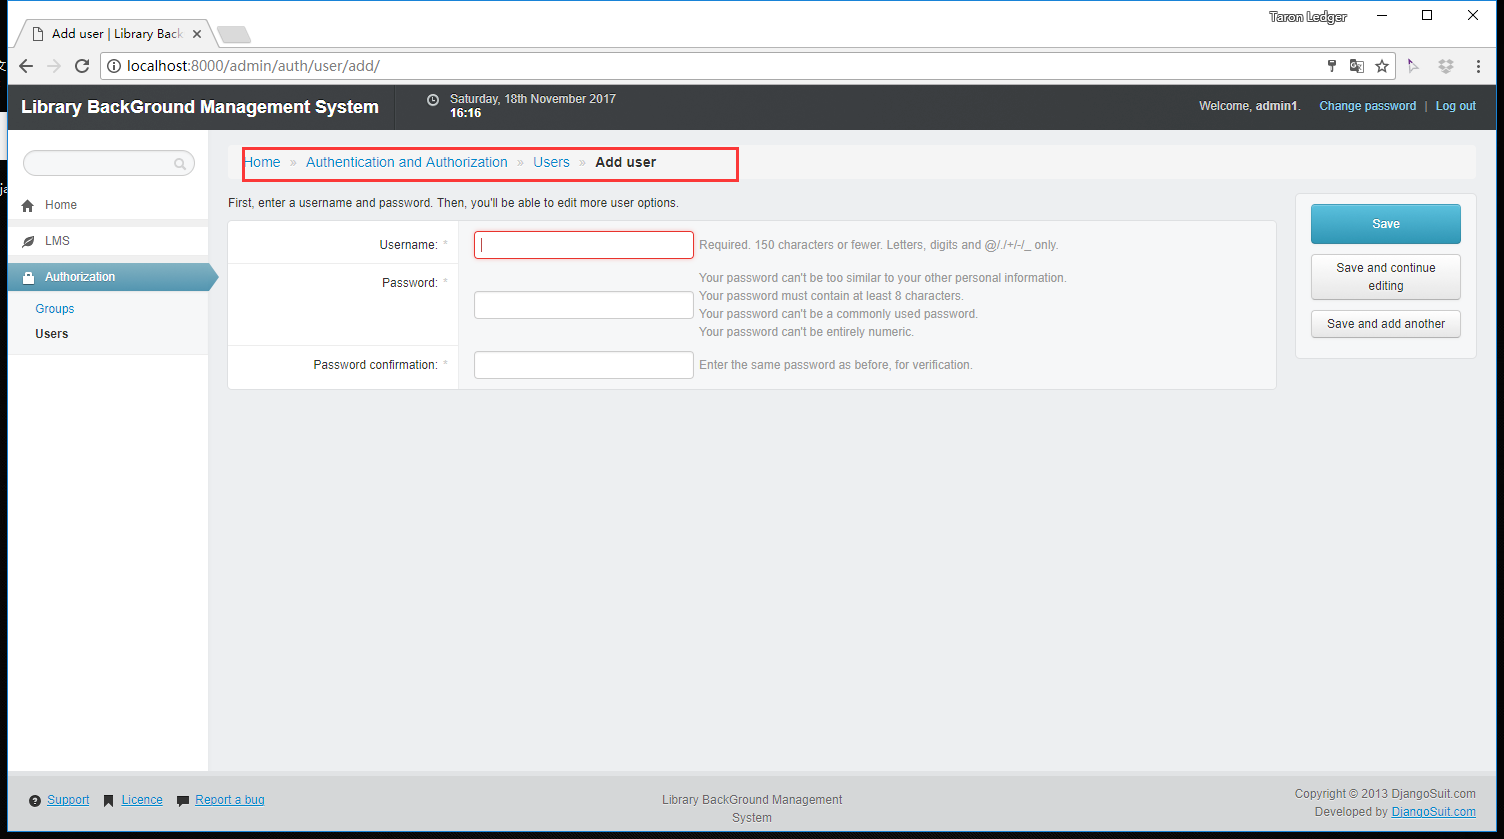 Taron Ledger
Add user | Library Back
localhost:8000/admin/auth/user/add/
Library BackGround Management System
Saturday, 18th November 2017
16:16
Welcome, admin1. Change password | Log out
Home » Authentication and Authorization » Users » Add user
Home
LMS
Authorization
Groups
Users
First, enter a username and password. Then, you'll be able to edit more user options.
Username: *
Required. 150 characters or fewer. Letters, digits and @/./+/-/_ only.
Password: *
Your password can't be too similar to your other personal information.
Your password must contain at least 8 characters.
Your password can't be a commonly used password.
Your password can't be entirely numeric.
Password confirmation: *
Enter the same password as before, for verification.
Save
Save and continue
editing
Save and add another
Support
Licence
Report a bug
Library BackGround Management
System
Copyright © 2013 DjangoSuit.com
Developed by DjangoSuit.com